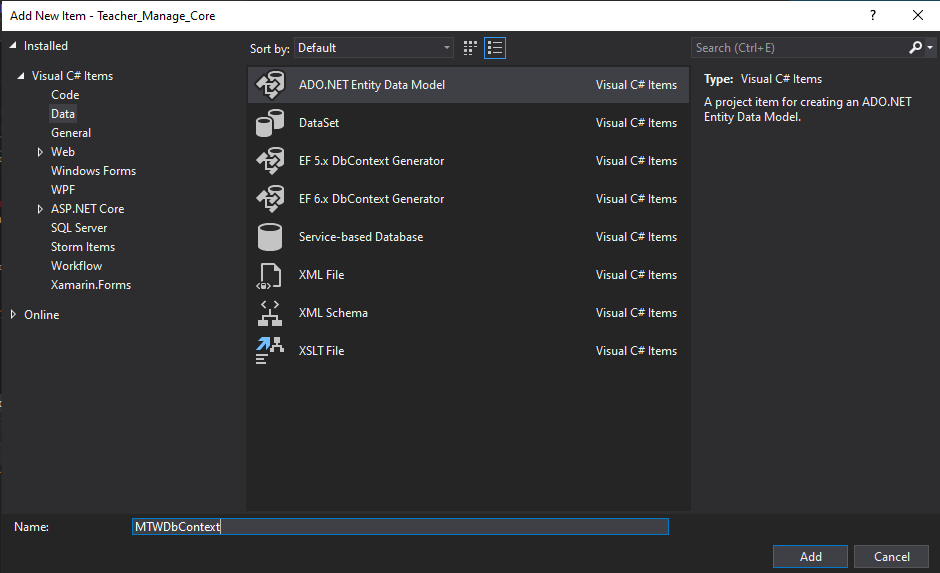 Add New Item - Teacher_Manage_Core
?
Installed
Sort by: Default
Search (Ctrl+E)
Visual C# Items
Code
Data
General
Web
Windows Forms
WPF
ASP.NET Core
SQL Server
Storm Items
Workflow
Xamarin.Forms
Online
ADO.NET Entity Data Model Visual C# Items
DataSet Visual C# Items
EF 5.x DbContext Generator Visual C# Items
EF 6.x DbContext Generator Visual C# Items
Service-based Database Visual C# Items
XML File Visual C# Items
XML Schema Visual C# Items
XSLT File Visual C# Items
Type: Visual C# Items
A project item for creating an ADO.NET
Entity Data Model.
Name: MTWDbContext
Add Cancel